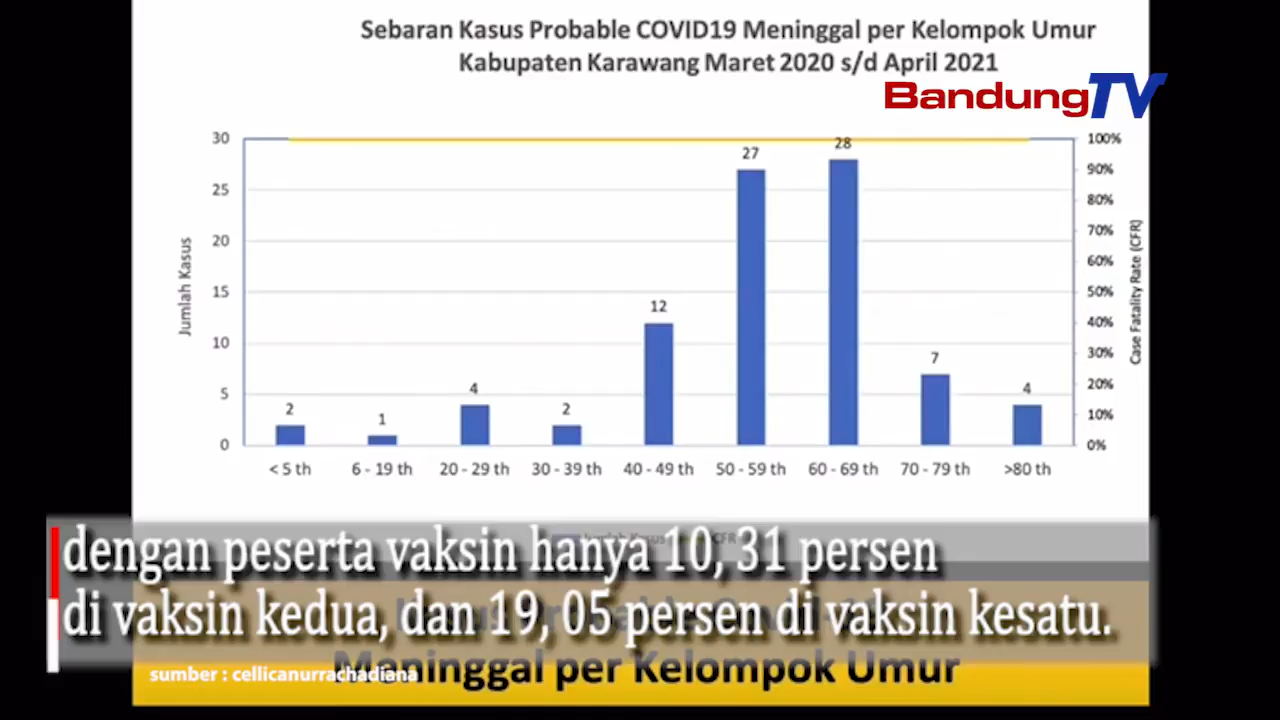 Sebaran Kasus Probable COVID19 Meninggal per Kelompok Umur
Kabupaten Karawang Maret 2020 s/d April 2021
BandungTV
Jumlah Kasus
30
25
20
15
10
5
0
2
1
4
2
12
27
28
7
4
100%
90%
80%
70%
60%
50%
40%
30%
20%
10%
0%
Case Fatality Rate (CFR)
< 5 th 6 - 19 th 20 - 29 th 30 - 39 th 40 - 49 th 50 - 59 th 60 - 69 th 70 - 79 th >80 th
Jumlah Kasus CFR
dengan peserta vaksin hanya 10, 31 persen
di vaksin kedua, dan 19, 05 persen di vaksin kesatu.
Meninggal per Kelompok Umur
sumber : cellicanurrachadiana